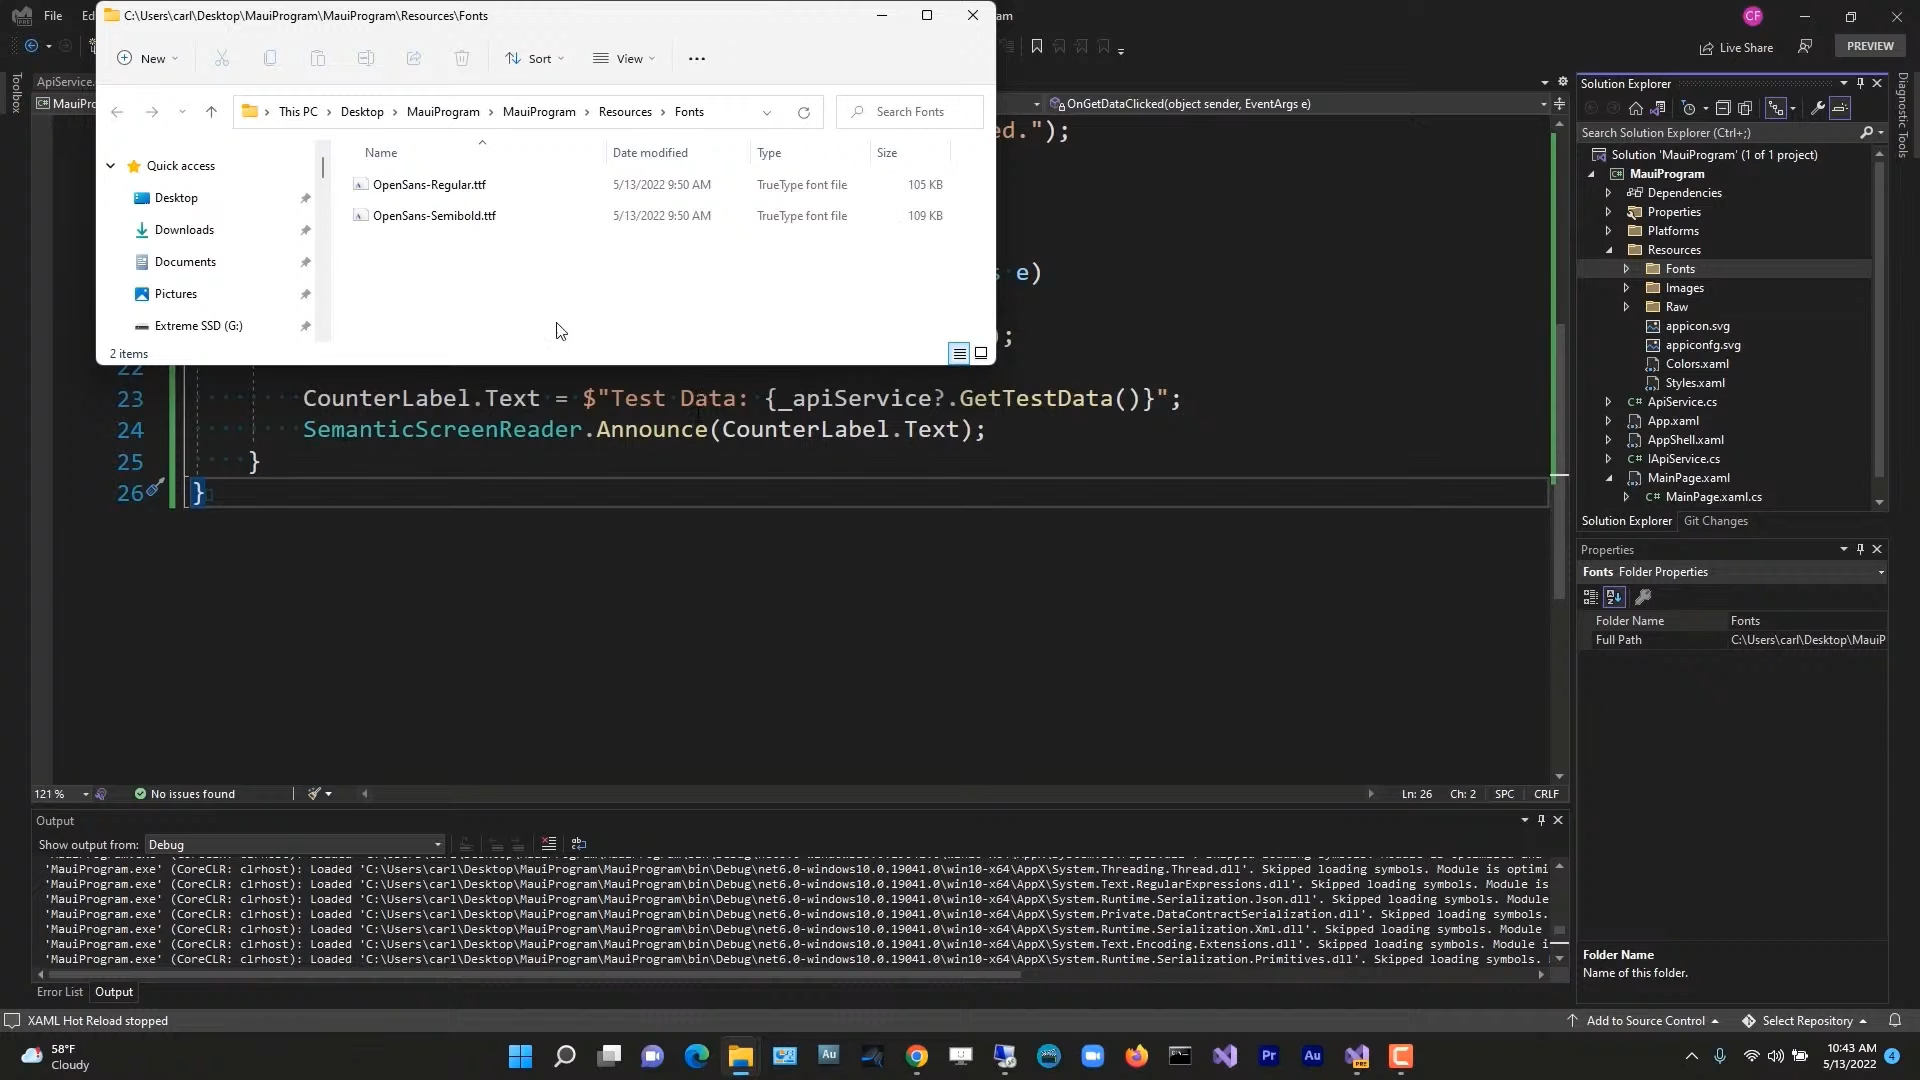 File
Ed
am
CF
C:\Users\carl\Desktop\MauiProgram\MauiProgram\Resources\Fonts
New
Sort
View
Live Share
PREVIEW
This PC
Desktop
MauiProgram
MauiProgram
Resources
Fonts
Search Fonts
Name
Date modified
Type
Size
OpenSans-Regular.ttf
5/13/2022 9:50 AM
TrueType font file
105 KB
OpenSans-Semibold.ttf
5/13/2022 9:50 AM
TrueType font file
109 KB
Quick access
Desktop
Downloads
Documents
Pictures
Extreme SSD (G:)
2 items
Toolbox
ApiService.
MauiPro
OnGetDataClicked(object sender, EventArgs e)
ed.");
s e)
);
22
23 CounterLabel.Text = $"Test Data: {_apiService?.GetTestData()}";
24 SemanticScreenReader.Announce(CounterLabel.Text);
25 }
26 }
Solution Explorer
Search Solution Explorer (Ctrl+;)
Solution 'MauiProgram' (1 of 1 project)
MauiProgram
Dependencies
Properties
Platforms
Resources
Fonts
Images
Raw
appicon.svg
appiconfg.svg
Colors.xaml
Styles.xaml
C# ApiService.cs
App.xaml
AppShell.xaml
C# IApiService.cs
MainPage.xaml
C# MainPage.xaml.cs
Solution Explorer
Git Changes
Diagnostic Tools
Properties
Fonts Folder Properties
Folder Name
Fonts
Full Path
C:\Users\carl\Desktop\MauiP
Folder Name
Name of this folder.
121 %
No issues found
Ln: 26
Ch: 2
SPC
CRLF
Output
Show output from:
Debug
'MauiProgram.exe' (CoreCLR: clrhost): Loaded 'C:\Users\carl\Desktop\MauiProgram\MauiProgram\bin\Debug\net6.0-windows10.0.19041.0\win10-x64\AppX\System.Threading.Thread.dll'. Skipped loading symbols. Module is optimi
'MauiProgram.exe' (CoreCLR: clrhost): Loaded 'C:\Users\carl\Desktop\MauiProgram\MauiProgram\bin\Debug\net6.0-windows10.0.19041.0\win10-x64\AppX\System.Text.RegularExpressions.dll'. Skipped loading symbols. Module is
'MauiProgram.exe' (CoreCLR: clrhost): Loaded 'C:\Users\carl\Desktop\MauiProgram\MauiProgram\bin\Debug\net6.0-windows10.0.19041.0\win10-x64\AppX\System.Runtime.Serialization.Json.dll'. Skipped loading symbols. Module
'MauiProgram.exe' (CoreCLR: clrhost): Loaded 'C:\Users\carl\Desktop\MauiProgram\MauiProgram\bin\Debug\net6.0-windows10.0.19041.0\win10-x64\AppX\System.Private.DataContractSerialization.dll'. Skipped loading symbols.
'MauiProgram.exe' (CoreCLR: clrhost): Loaded 'C:\Users\carl\Desktop\MauiProgram\MauiProgram\bin\Debug\net6.0-windows10.0.19041.0\win10-x64\AppX\System.Runtime.Serialization.Xml.dll'. Skipped loading symbols. Module
'MauiProgram.exe' (CoreCLR: clrhost): Loaded 'C:\Users\carl\Desktop\MauiProgram\MauiProgram\bin\Debug\net6.0-windows10.0.19041.0\win10-x64\AppX\System.Text.Encoding.Extensions.dll'. Skipped loading symbols. Module i
'MauiProgram.exe' (CoreCLR: clrhost): Loaded 'C:\Users\carl\Desktop\MauiProgram\MauiProgram\bin\Debug\net6.0-windows10.0.19041.0\win10-x64\AppX\System.Runtime.Serialization.Primitives.dll'. Skipped loading symbols.
Error List
Output
XAML Hot Reload stopped
Add to Source Control
Select Repository
58°F
Cloudy
Au
Pr
Au
10:43 AM
5/13/2022
4